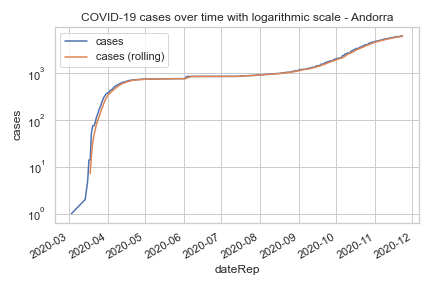 COVID-19 cases over time with logarithmic scale - Andorra
cases
cases (rolling)
10³
10²
10¹
10⁰
cases
2020-03
2020-04
2020-05
2020-06
2020-07
2020-08
2020-09
2020-10
2020-11
2020-12
dateRep